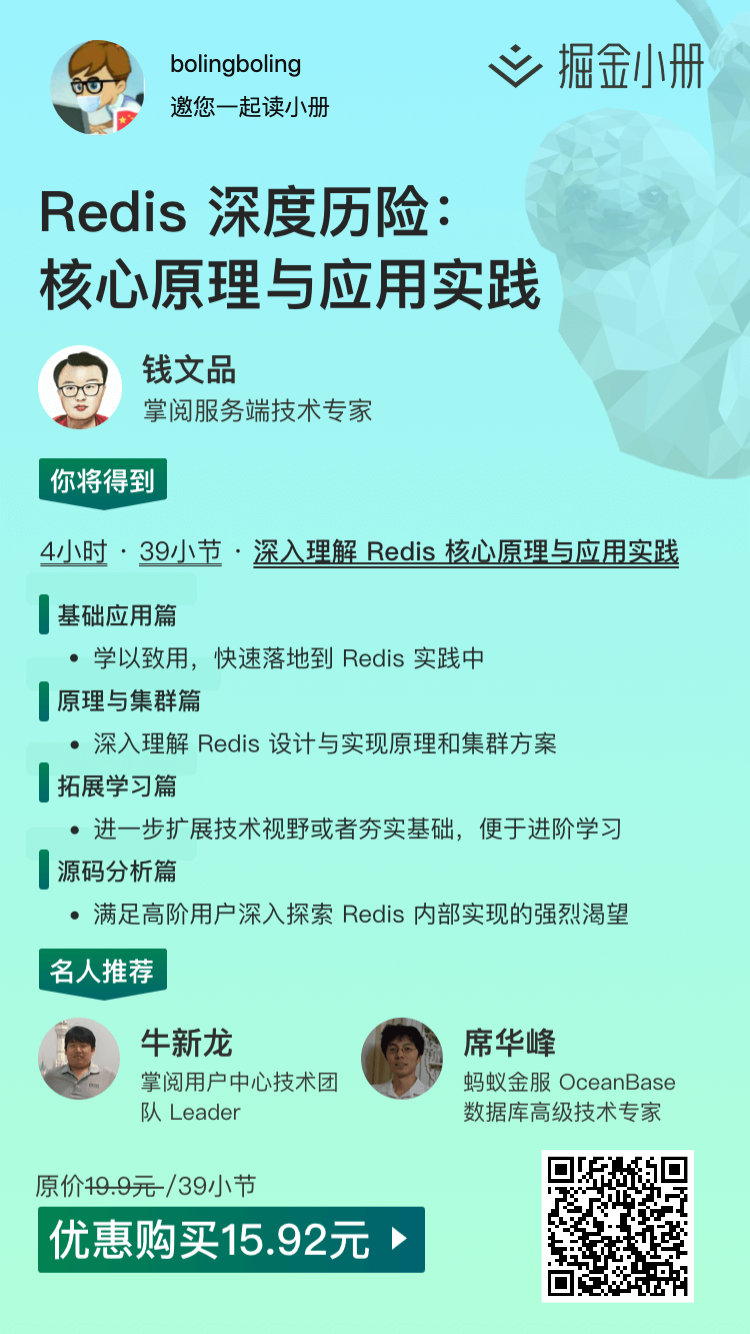 bolingboling
邀您一起读小册
掘金小册
Redis 深度历险：
核心原理与应用实践
钱文品
掌阅服务端技术专家
你将得到
4小时 · 39小节 · 深入理解 Redis 核心原理与应用实践
基础应用篇
• 学以致用，快速落地到 Redis 实践中
原理与集群篇
• 深入理解 Redis 设计与实现原理和集群方案
拓展学习篇
• 进一步扩展技术视野或者夯实基础，便于进阶学习
源码分析篇
• 满足高阶用户深入探索 Redis 内部实现的强烈渴望
名人推荐
牛新龙
掌阅用户中心技术团
队 Leader
席华峰
蚂蚁金服 OceanBase
数据库高级技术专家
原价19.9元 /39小节
优惠购买15.92元